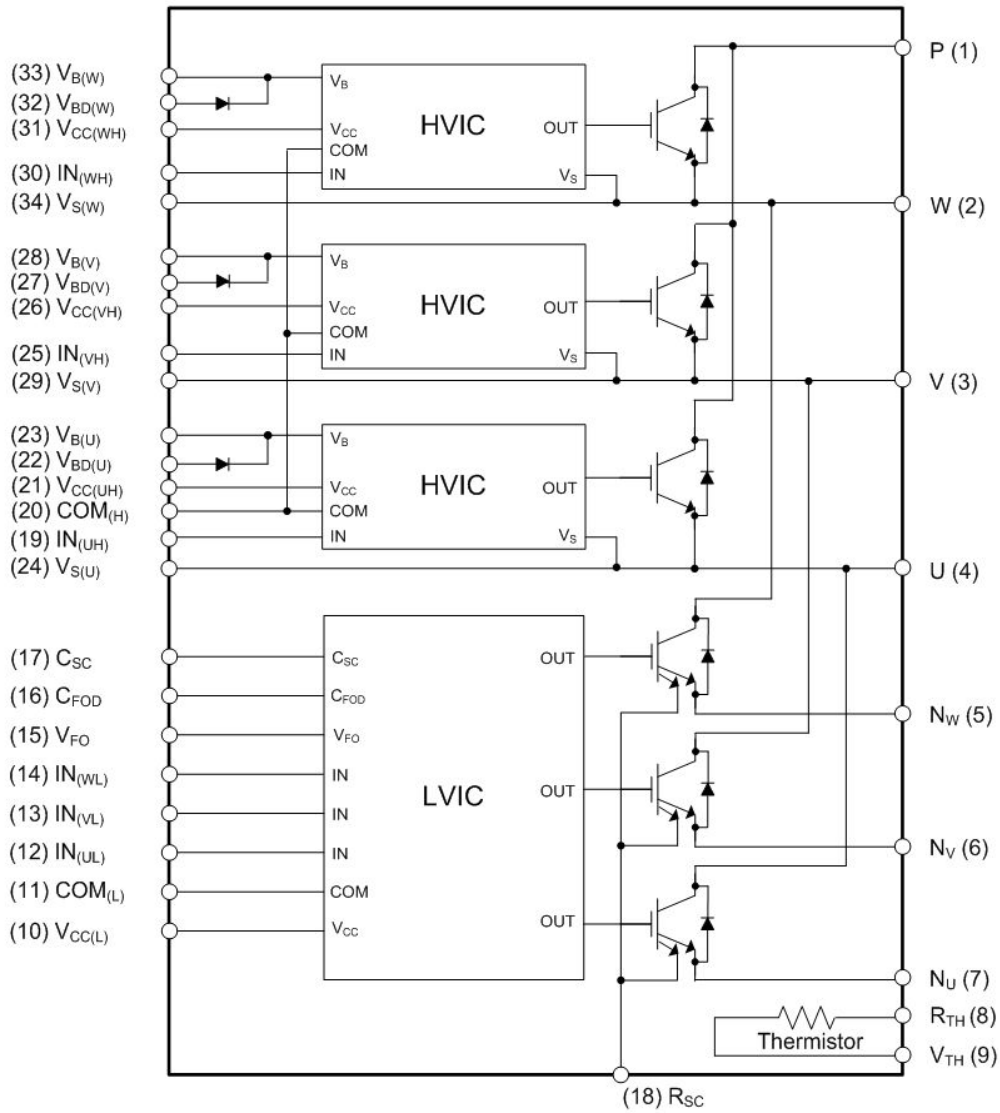 (33) VB(W)
(32) VBD(W)
(31) VCC(WH)
(30) IN(WH)
(34) VS(W)
(28) VB(V)
(27) VBD(V)
(26) VCC(VH)
(25) IN(VH)
(29) VS(V)
(23) VB(U)
(22) VBD(U)
(21) VCC(UH)
(20) COM(H)
(19) IN(UH)
(24) VS(U)
(17) CSC
(16) CFOD
(15) VFO
(14) IN(WL)
(13) IN(VL)
(12) IN(UL)
(11) COM(L)
(10) VCC(L)
VB
VCC
COM
IN
HVIC
OUT
VS
VB
VCC
COM
IN
HVIC
OUT
VS
VB
VCC
COM
IN
HVIC
OUT
VS
CSC
CFOD
VFO
IN
IN
IN
COM
VCC
LVIC
OUT
OUT
OUT
P (1)
W (2)
V (3)
U (4)
NW (5)
NV (6)
NU (7)
RTH (8)
Thermistor
VTH (9)
(18) RSC